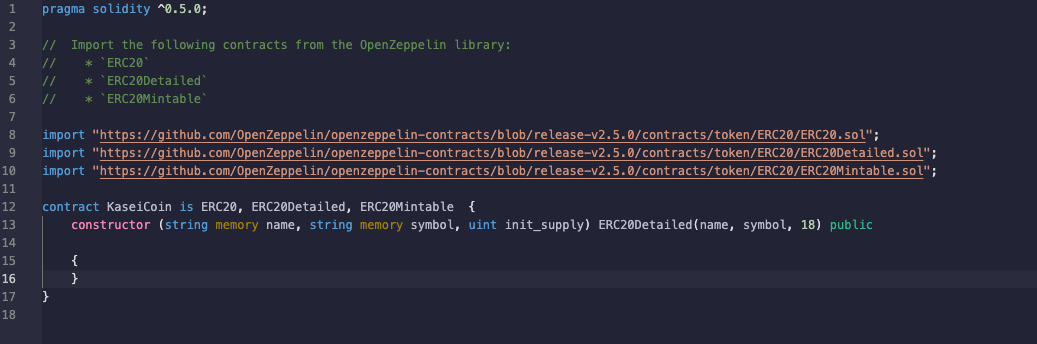 1 pragma solidity ^0.5.0;
2
3 //  Import the following contracts from the OpenZeppelin library:
4 //    * `ERC20`
5 //    * `ERC20Detailed`
6 //    * `ERC20Mintable`
7
8 import "https://github.com/OpenZeppelin/openzeppelin-contracts/blob/release-v2.5.0/contracts/token/ERC20/ERC20.sol";
9 import "https://github.com/OpenZeppelin/openzeppelin-contracts/blob/release-v2.5.0/contracts/token/ERC20/ERC20Detailed.sol";
10 import "https://github.com/OpenZeppelin/openzeppelin-contracts/blob/release-v2.5.0/contracts/token/ERC20/ERC20Mintable.sol";
11
12 contract KaseiCoin is ERC20, ERC20Detailed, ERC20Mintable  {
13     constructor (string memory name, string memory symbol, uint init_supply) ERC20Detailed(name, symbol, 18) public
14
15     {
16     }
17 }
18